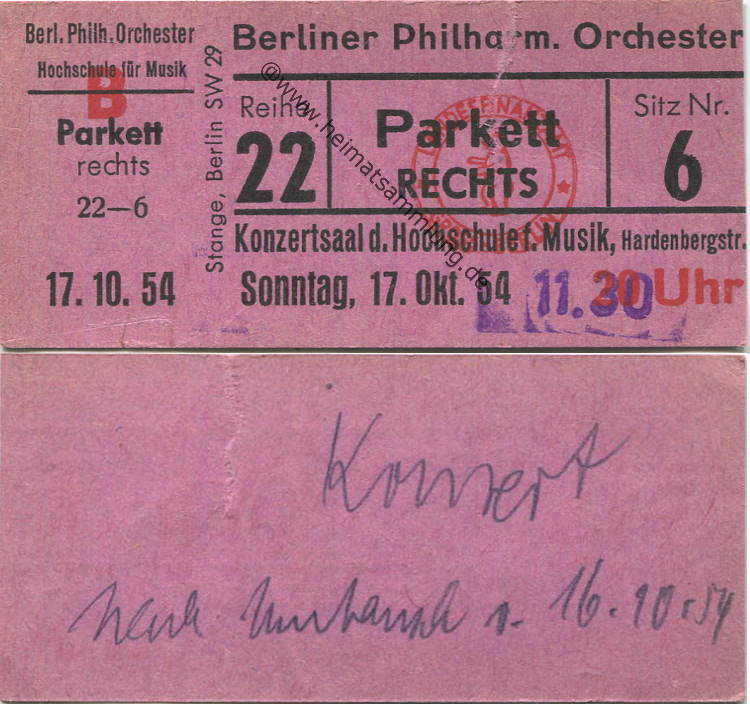 Berl. Philh. Orchester
Hochschule für Musik
B
Parkett
rechts
22—6
17. 10. 54
Stange, Berlin SW 29
Berliner Philharm. Orchester
Reihe
22
Parkett
RECHTS
Sitz Nr.
6
Konzertsaal d. Hochschule f. Musik, Hardenbergstr.
Sonntag, 17. Okt. 54
11.30
20 Uhr
@www.heimatsammlung.de
Konzert
nach Umtausch v. 16.10.54